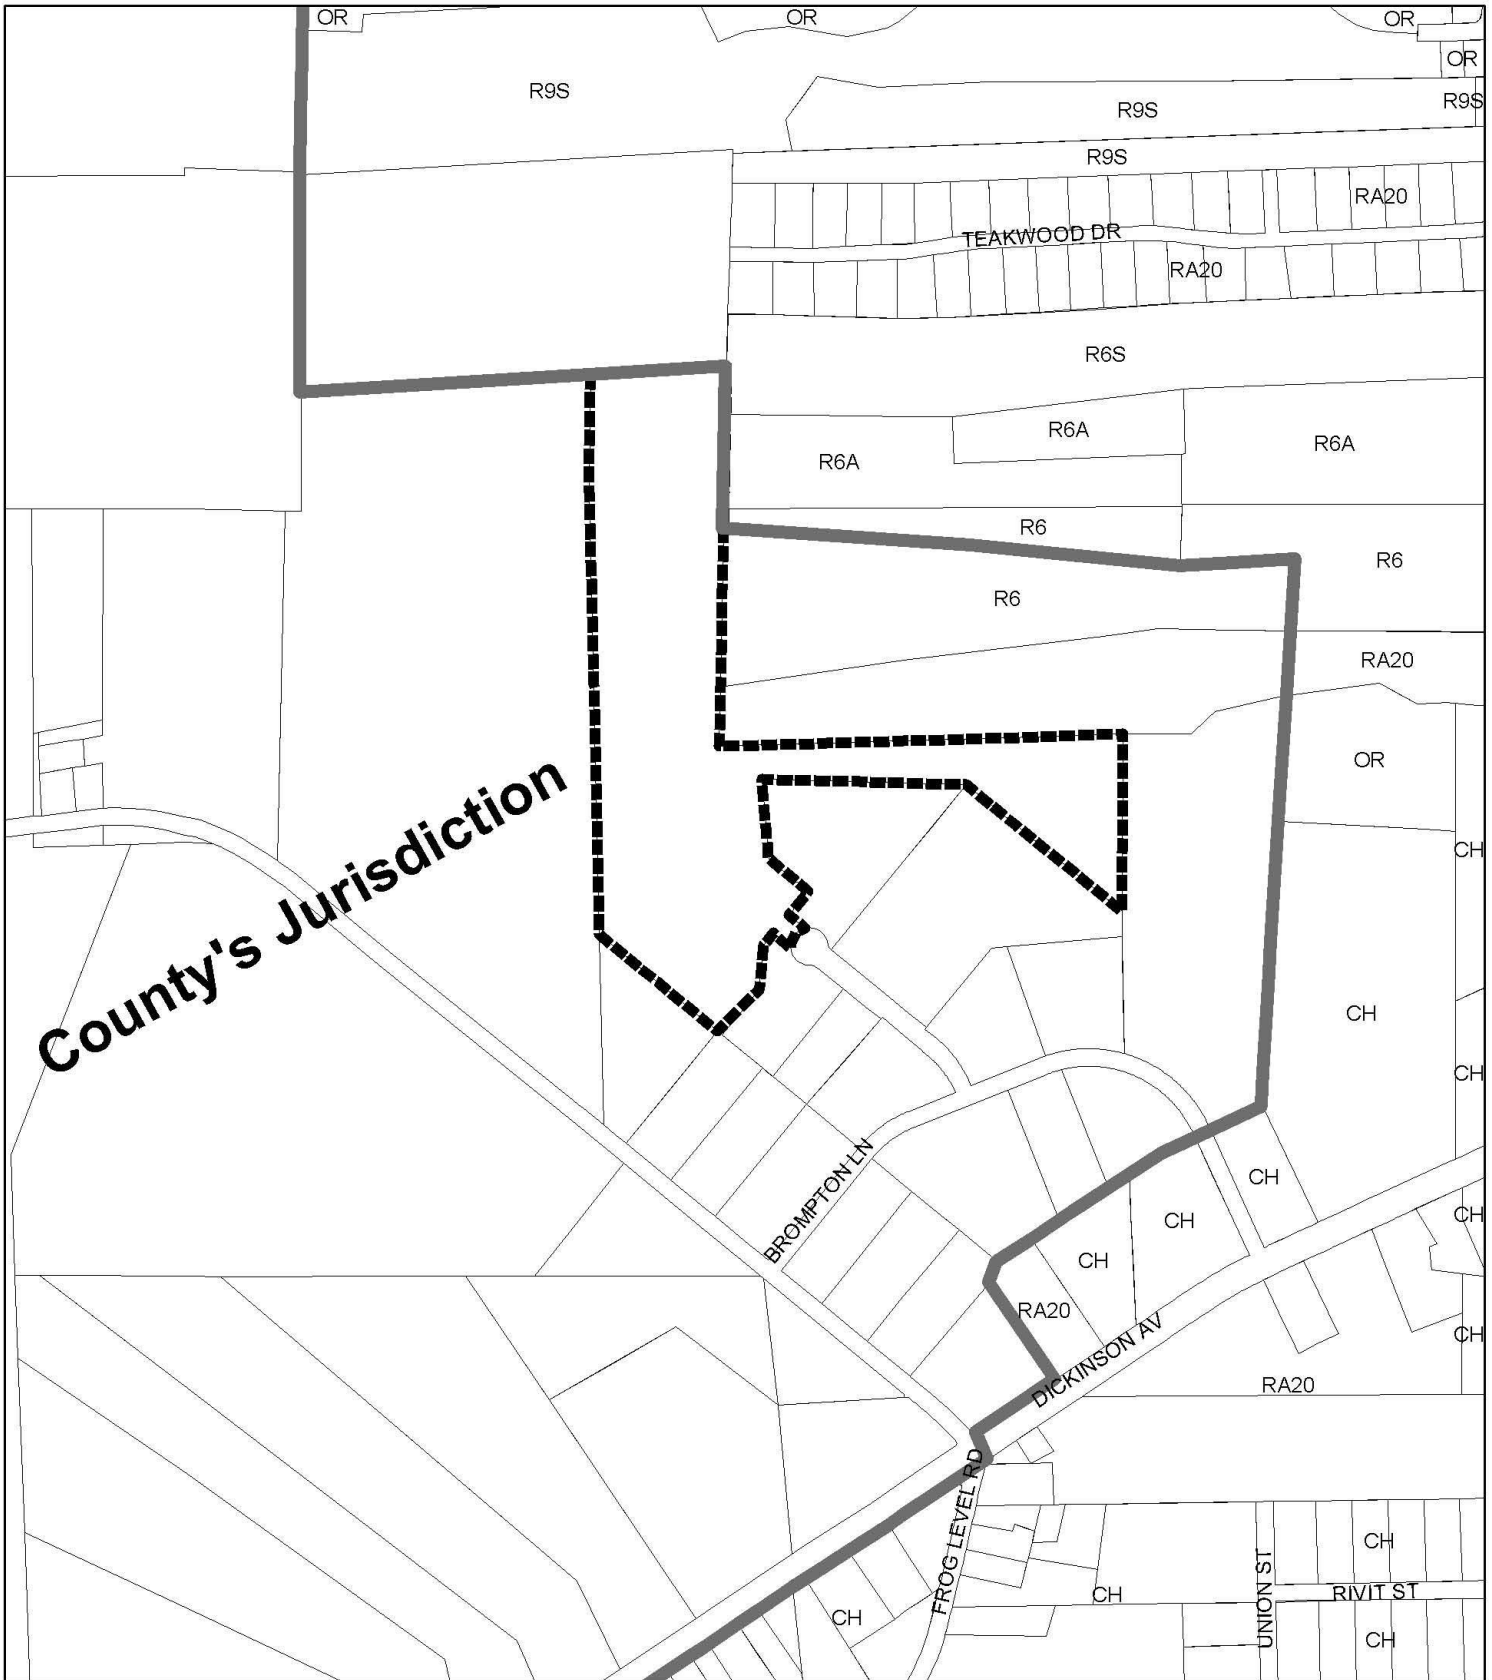 OR
OR
OR
OR
R9S
R9S
R9S
R9S
RA20
TEAKWOOD DR
RA20
R6S
R6A
R6A
R6A
R6
R6
R6
RA20
OR
County's Jurisdiction
CH
CH
CH
BROMPTON LN
CH
CH
CH
CH
RA20
DICKINSON AV
CH
RA20
FROG LEVEL RD
CH
UNION ST
RIVIT ST
CH
CH
CH